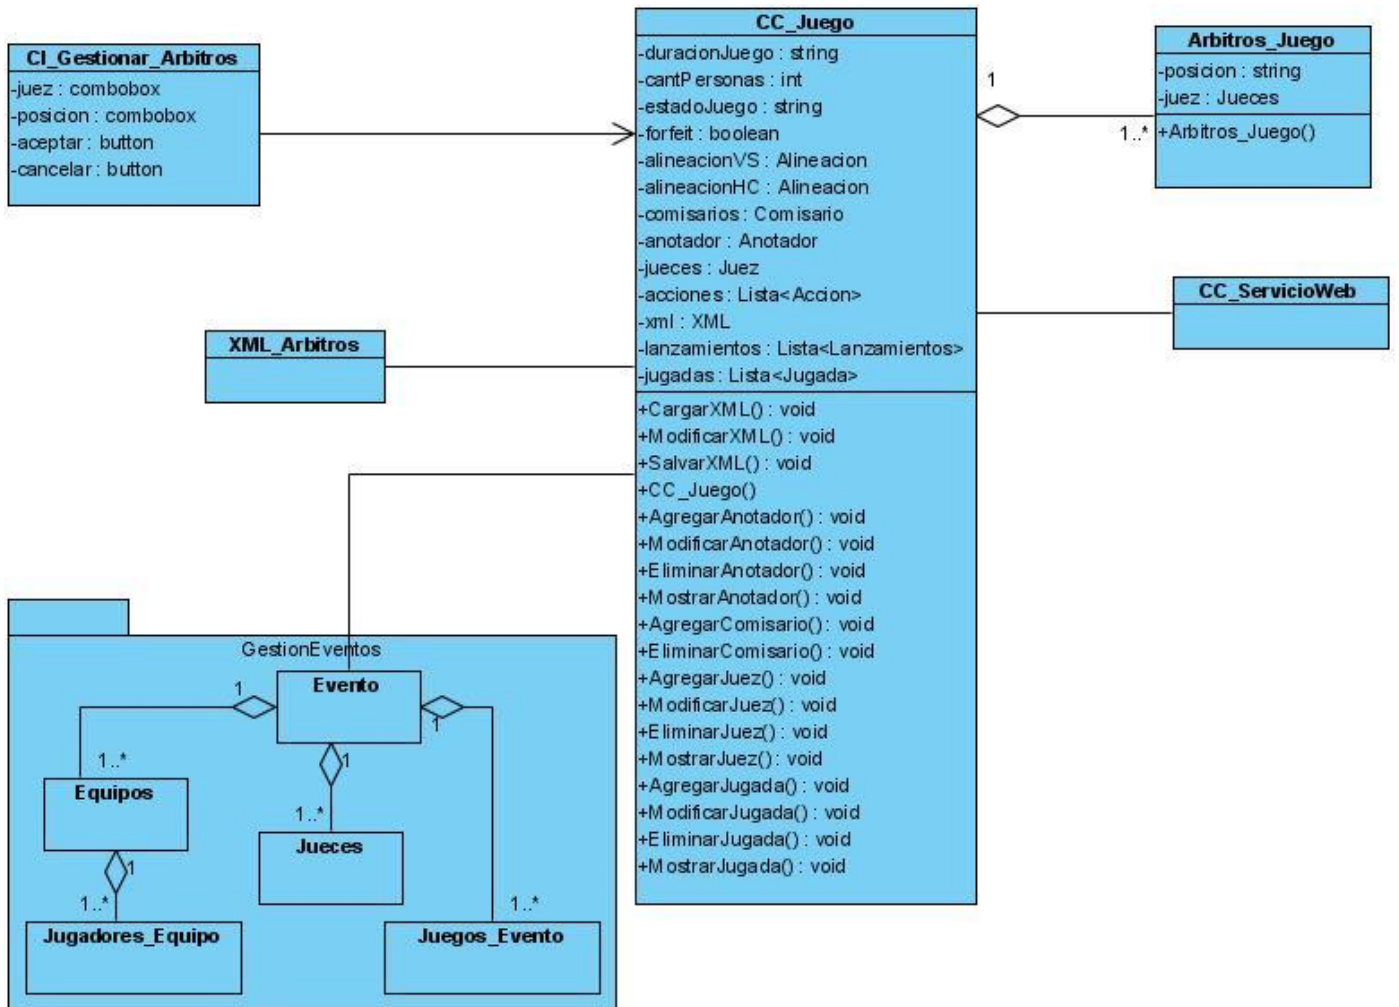 CI_Gestionar_Arbitros
-juez : combobox
-posicion : combobox
-aceptar : button
-cancelar : button
CC_Juego
-duracionJuego : string
-cantPersonas : int
-estadoJuego : string
-forfeit : boolean
-alineacionVS : Alineacion
-alineacionHC : Alineacion
-comisarios : Comisario
-anotador : Anotador
-jueces : Juez
-acciones : Lista<Accion>
-xml : XML
-lanzamientos : Lista<Lanzamientos>
-jugadas : Lista<Jugada>
+CargarXML() : void
+ModificarXML() : void
+SalvarXML() : void
+CC_Juego()
+AgregarAnotador() : void
+ModificarAnotador() : void
+EliminarAnotador() : void
+MostrarAnotador() : void
+AgregarComisario() : void
+EliminarComisario() : void
+AgregarJuez() : void
+ModificarJuez() : void
+EliminarJuez() : void
+MostrarJuez() : void
+AgregarJugada() : void
+ModificarJugada() : void
+EliminarJugada() : void
+MostrarJugada() : void
1
1..*
Arbitros_Juego
-posicion : string
-juez : Jueces
+Arbitros_Juego()
CC_ServicioWeb
XML_Arbitros
GestionEventos
Evento
1
1
1
1..*
Equipos
1..*
Jueces
1
1..*
Jugadores_Equipo
1..*
Juegos_Evento